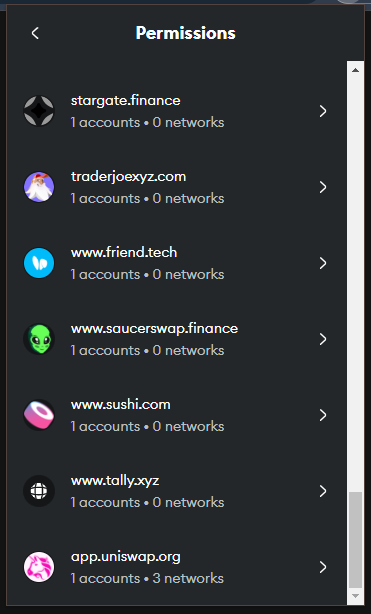 Permissions
stargate.finance
1 accounts • 0 networks
traderjoexyz.com
1 accounts • 0 networks
www.friend.tech
1 accounts • 0 networks
www.saucerswap.finance
1 accounts • 0 networks
www.sushi.com
1 accounts • 0 networks
www.tally.xyz
1 accounts • 0 networks
app.uniswap.org
1 accounts • 3 networks